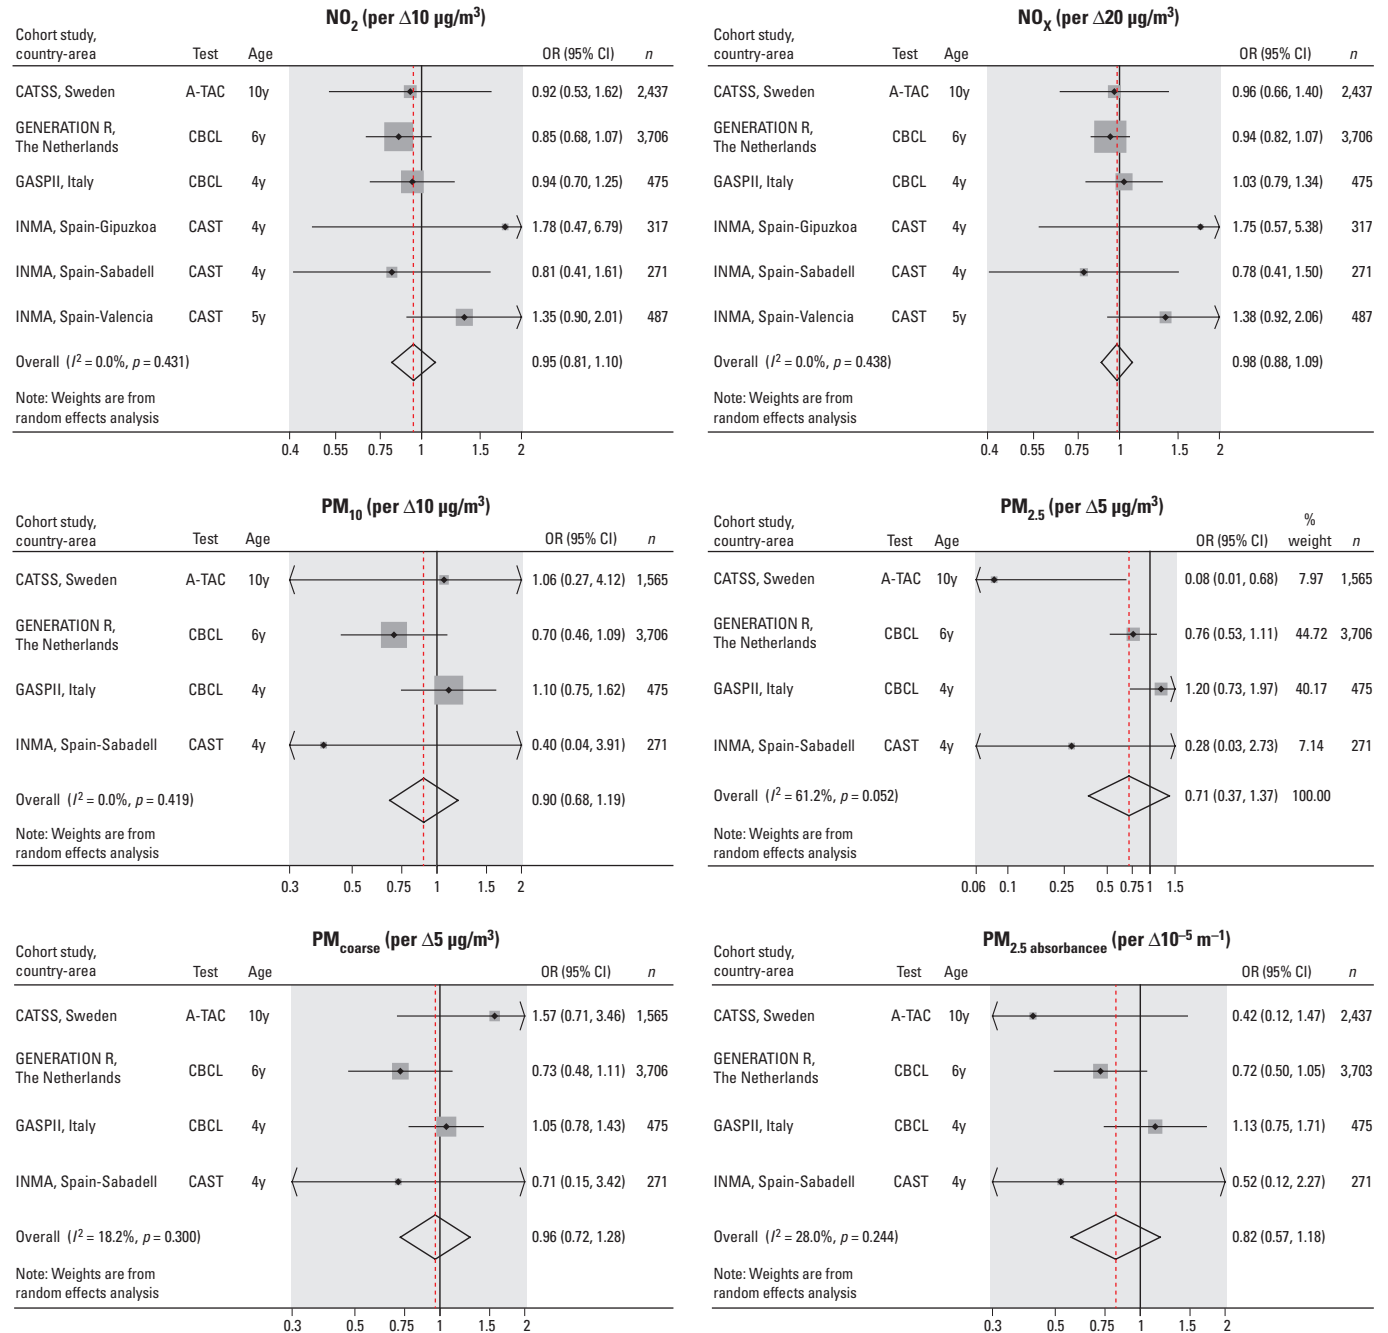 NO2 (per Δ10 µg/m³)
Cohort study,
country-area Test Age OR (95% CI) n
CATSS, Sweden A-TAC 10y 0.92 (0.53, 1.62) 2,437
GENERATION R,
The Netherlands CBCL 6y 0.85 (0.68, 1.07) 3,706
GASPII, Italy CBCL 4y 0.94 (0.70, 1.25) 475
INMA, Spain-Gipuzkoa CAST 4y 1.78 (0.47, 6.79) 317
INMA, Spain-Sabadell CAST 4y 0.81 (0.41, 1.61) 271
INMA, Spain-Valencia CAST 5y 1.35 (0.90, 2.01) 487
Overall (I² = 0.0%, p = 0.431) 0.95 (0.81, 1.10)
Note: Weights are from
random effects analysis
0.4 0.55 0.75 1 1.5 2
NOX (per Δ20 µg/m³)
Cohort study,
country-area Test Age OR (95% CI) n
CATSS, Sweden A-TAC 10y 0.96 (0.66, 1.40) 2,437
GENERATION R,
The Netherlands CBCL 6y 0.94 (0.82, 1.07) 3,706
GASPII, Italy CBCL 4y 1.03 (0.79, 1.34) 475
INMA, Spain-Gipuzkoa CAST 4y 1.75 (0.57, 5.38) 317
INMA, Spain-Sabadell CAST 4y 0.78 (0.41, 1.50) 271
INMA, Spain-Valencia CAST 5y 1.38 (0.92, 2.06) 487
Overall (I² = 0.0%, p = 0.438) 0.98 (0.88, 1.09)
Note: Weights are from
random effects analysis
0.4 0.55 0.75 1 1.5 2
PM10 (per Δ10 µg/m³)
Cohort study,
country-area Test Age OR (95% CI) n
CATSS, Sweden A-TAC 10y 1.06 (0.27, 4.12) 1,565
GENERATION R,
The Netherlands CBCL 6y 0.70 (0.46, 1.09) 3,706
GASPII, Italy CBCL 4y 1.10 (0.75, 1.62) 475
INMA, Spain-Sabadell CAST 4y 0.40 (0.04, 3.91) 271
Overall (I² = 0.0%, p = 0.419) 0.90 (0.68, 1.19)
Note: Weights are from
random effects analysis
0.3 0.5 0.75 1 1.5 2
PM2.5 (per Δ5 µg/m³)
Cohort study, %
country-area Test Age OR (95% CI) weight n
CATSS, Sweden A-TAC 10y 0.08 (0.01, 0.68) 7.97 1,565
GENERATION R,
The Netherlands CBCL 6y 0.76 (0.53, 1.11) 44.72 3,706
GASPII, Italy CBCL 4y 1.20 (0.73, 1.97) 40.17 475
INMA, Spain-Sabadell CAST 4y 0.28 (0.03, 2.73) 7.14 271
Overall (I² = 61.2%, p = 0.052) 0.71 (0.37, 1.37) 100.00
Note: Weights are from
random effects analysis
0.06 0.1 0.25 0.5 0.75 1 1.5
PMcoarse (per Δ5 µg/m³)
Cohort study,
country-area Test Age OR (95% CI) n
CATSS, Sweden A-TAC 10y 1.57 (0.71, 3.46) 1,565
GENERATION R,
The Netherlands CBCL 6y 0.73 (0.48, 1.11) 3,706
GASPII, Italy CBCL 4y 1.05 (0.78, 1.43) 475
INMA, Spain-Sabadell CAST 4y 0.71 (0.15, 3.42) 271
Overall (I² = 18.2%, p = 0.300) 0.96 (0.72, 1.28)
Note: Weights are from
random effects analysis
0.3 0.5 0.75 1 1.5 2
PM2.5 absorbancee (per Δ10⁻⁵ m⁻¹)
Cohort study,
country-area Test Age OR (95% CI) n
CATSS, Sweden A-TAC 10y 0.42 (0.12, 1.47) 2,437
GENERATION R,
The Netherlands CBCL 6y 0.72 (0.50, 1.05) 3,703
GASPII, Italy CBCL 4y 1.13 (0.75, 1.71) 475
INMA, Spain-Sabadell CAST 4y 0.52 (0.12, 2.27) 271
Overall (I² = 28.0%, p = 0.244) 0.82 (0.57, 1.18)
Note: Weights are from
random effects analysis
0.3 0.5 0.75 1 1.5 2